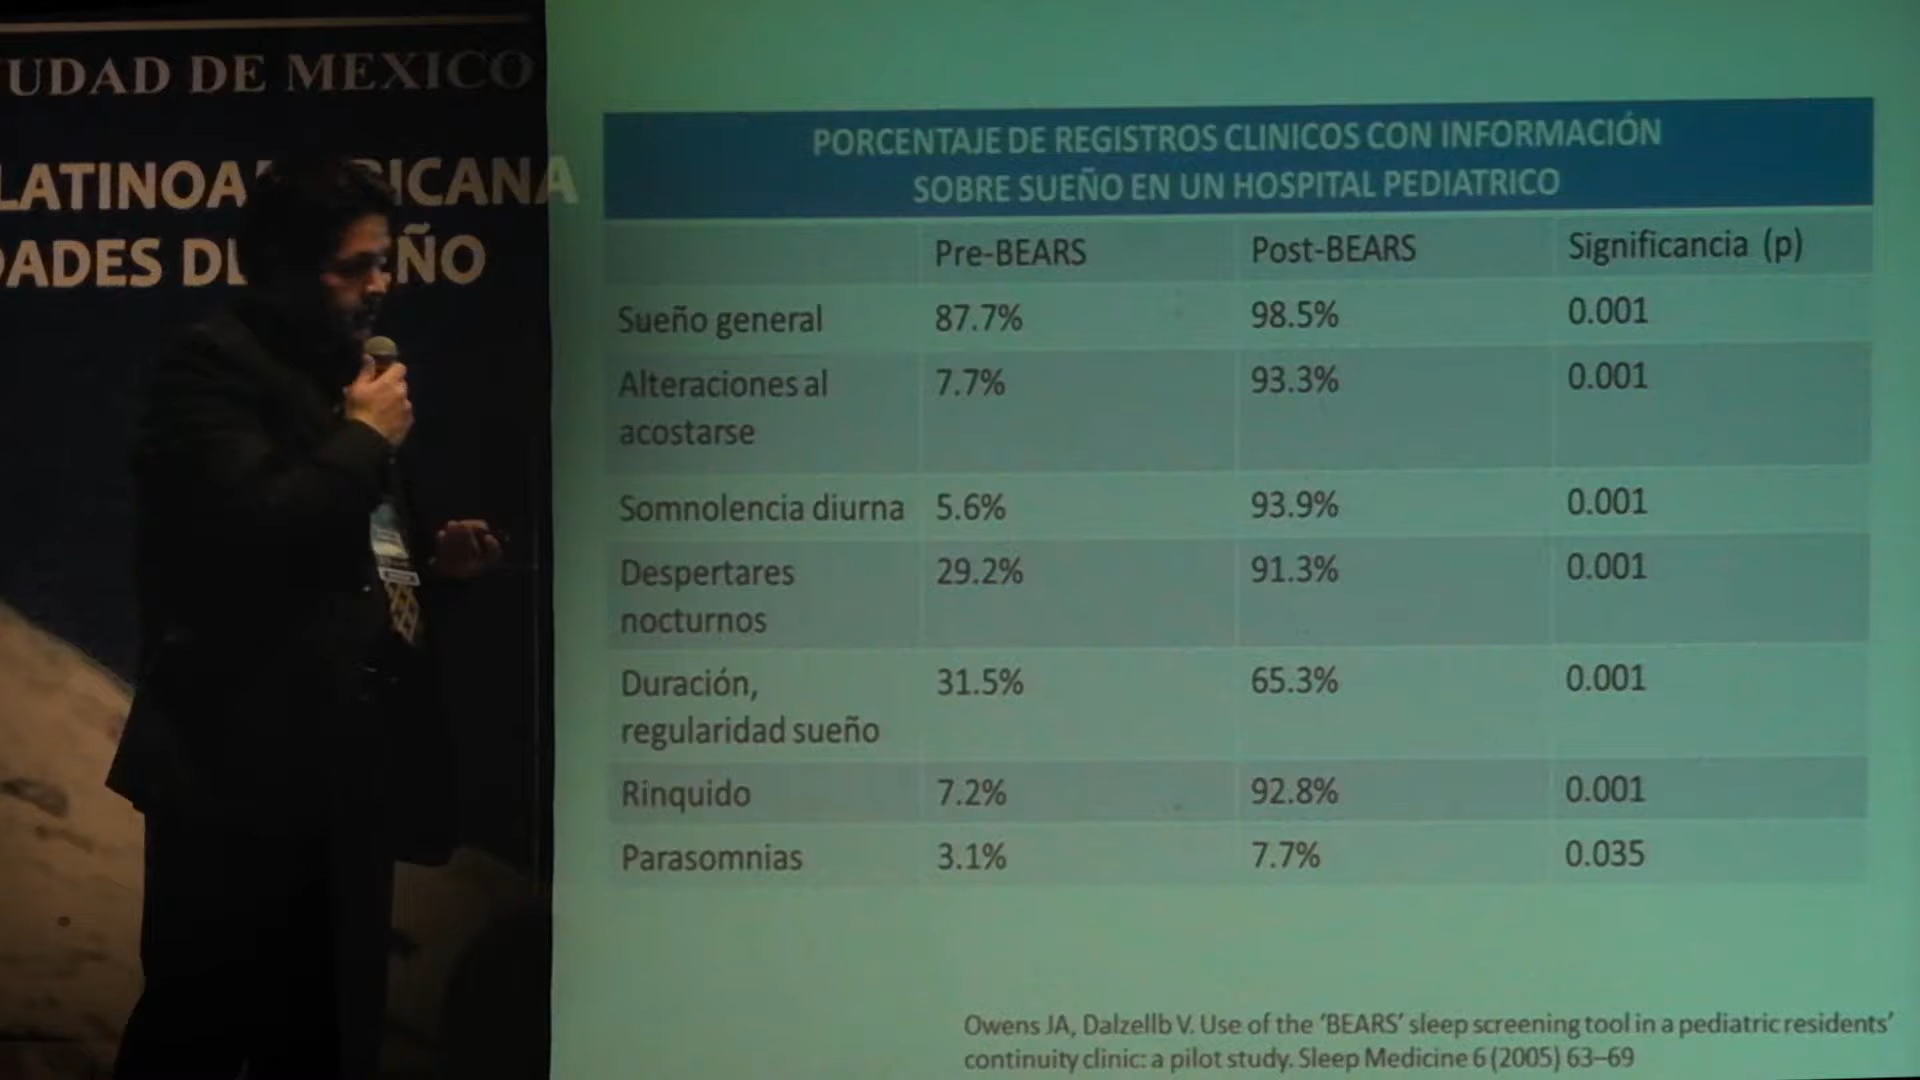 UDAD DE MEXICO
LATINOA ICANA
DADES DE ÑO
PORCENTAJE DE REGISTROS CLINICOS CON INFORMACIÓN
SOBRE SUEÑO EN UN HOSPITAL PEDIATRICO
Pre-BEARS Post-BEARS Significancia (p)
Sueño general 87.7% 98.5% 0.001
Alteraciones al 7.7% 93.3% 0.001
acostarse
Somnolencia diurna 5.6% 93.9% 0.001
Despertares 29.2% 91.3% 0.001
nocturnos
Duración, 31.5% 65.3% 0.001
regularidad sueño
Rinquido 7.2% 92.8% 0.001
Parasomnias 3.1% 7.7% 0.035
Owens JA, Dalzellb V. Use of the ‘BEARS’ sleep screening tool in a pediatric residents’
continuity clinic: a pilot study. Sleep Medicine 6 (2005) 63–69